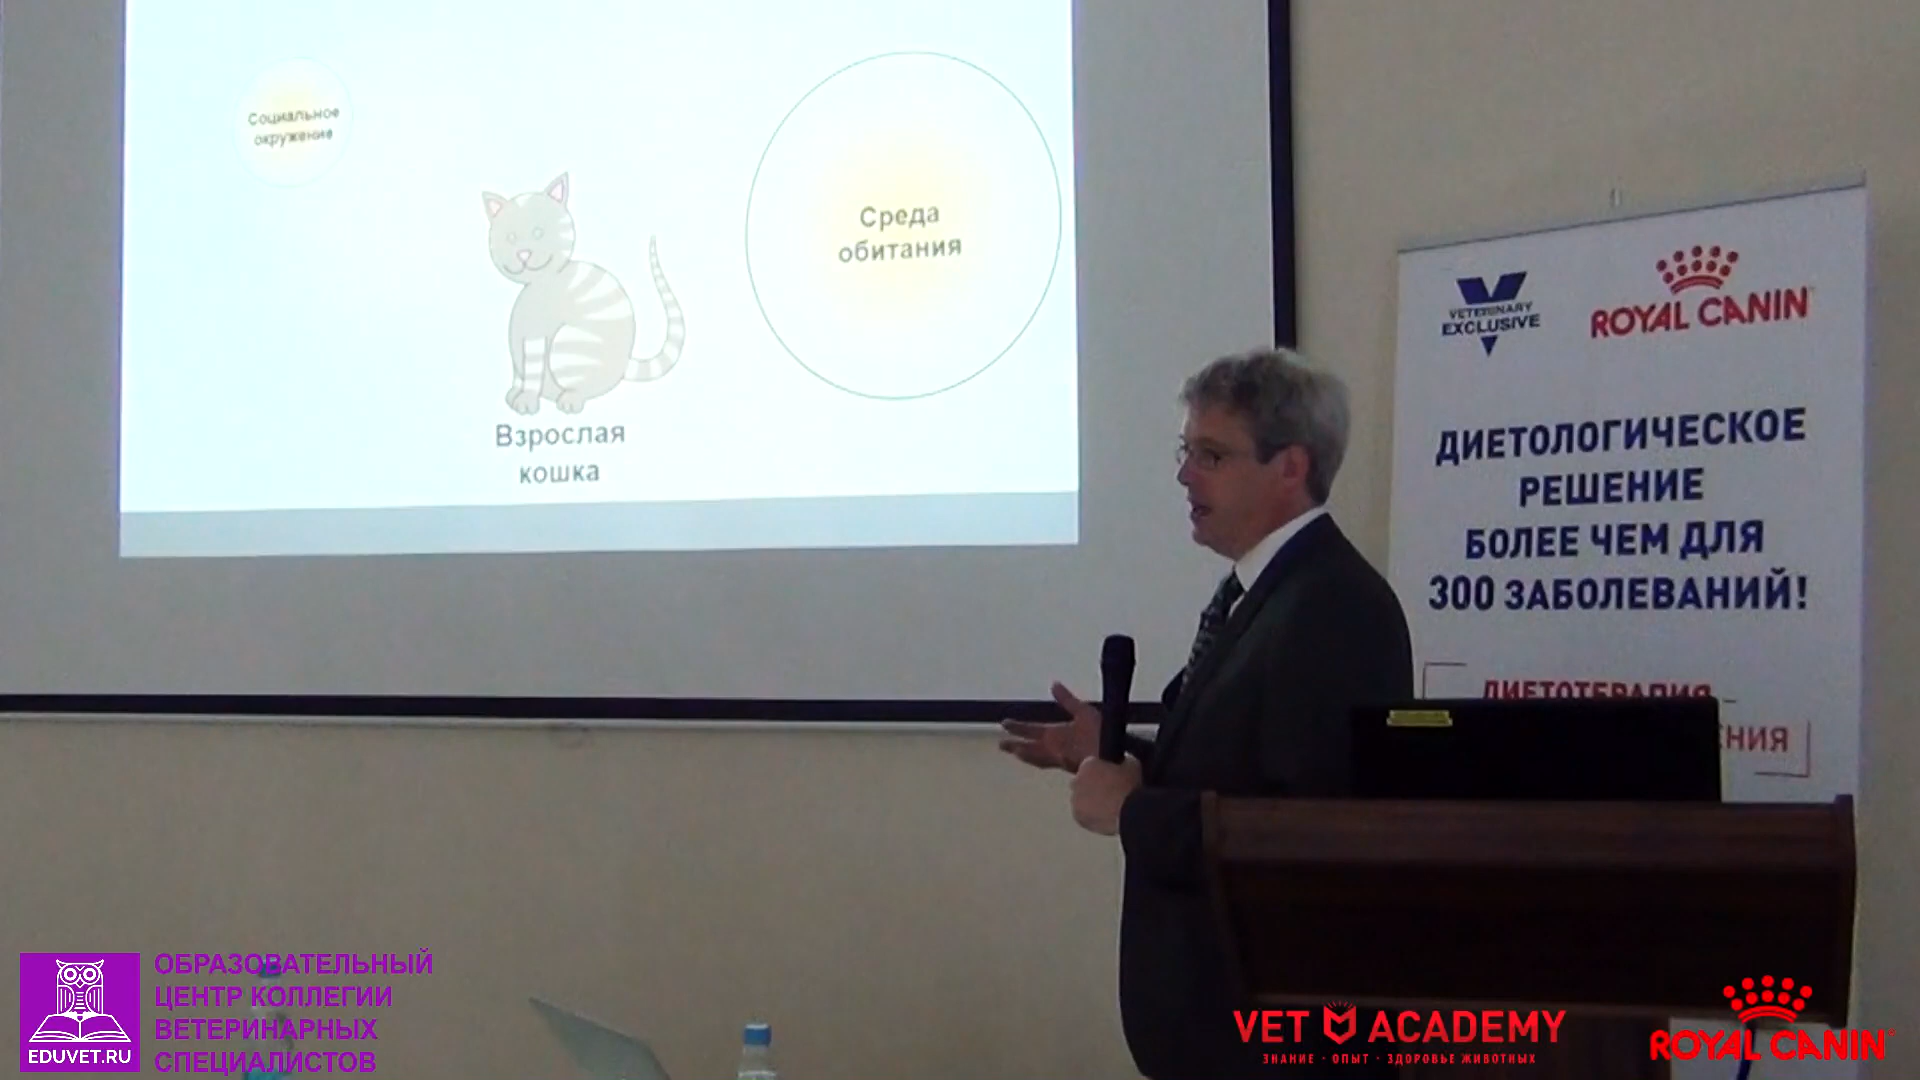 Социальное
окружение
Среда
обитания
Взрослая
кошка
VETERINARY
EXCLUSIVE
ROYAL CANIN
ДИЕТОЛОГИЧЕСКОЕ
РЕШЕНИЕ
БОЛЕЕ ЧЕМ ДЛЯ
300 ЗАБОЛЕВАНИЙ!
ДИЕТОТЕРАПИЯ
ОБРАЗОВАТЕЛЬНЫЙ
ЦЕНТР КОЛЛЕГИИ
ВЕТЕРИНАРНЫХ
СПЕЦИАЛИСТОВ
EDUVET.RU
VET ACADEMY
ЗНАНИЕ · ОПЫТ · ЗДОРОВЬЕ ЖИВОТНЫХ
ROYAL CANIN